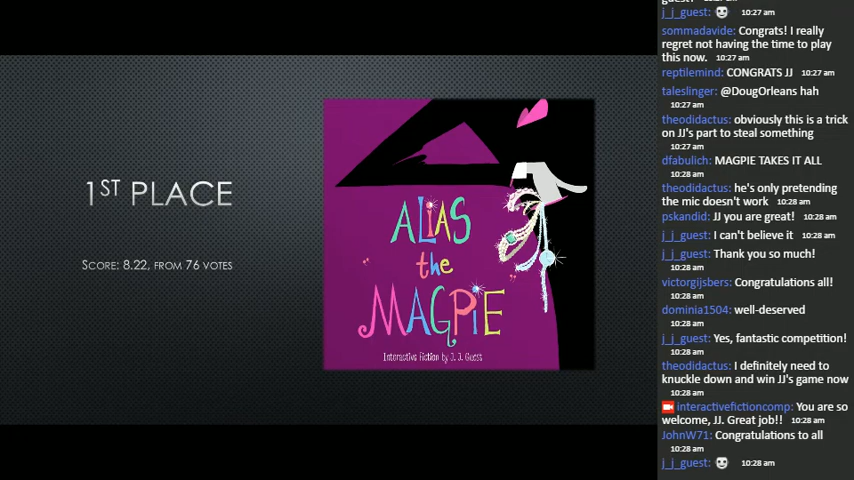 1ST PLACE
SCORE: 8.22, FROM 76 VOTES
ALIAS
the
MAGPIE
Interactive Fiction by J. J. Guest
j_j_guest:
10:27 am
sommadavide: Congrats! I really
regret not having the time to play
this now. 10:27 am
reptilemind: CONGRATS JJ 10:27 am
taleslinger: @DougOrleans hah
10:27 am
theodidactus: obviously this is a trick
on JJ's part to steal something
10:27 am
dfabulich: MAGPIE TAKES IT ALL
10:28 am
theodidactus: he's only pretending
the mic doesn't work 10:28 am
pskandid: JJ you are great! 10:28 am
j_j_guest: I can't believe it 10:28 am
j_j_guest: Thank you so much!
10:28 am
victorgijsbers: Congratulations all!
10:28 am
dominia1504: well-deserved
10:28 am
j_j_guest: Yes, fantastic competition!
10:28 am
theodidactus: I definitely need to
knuckle down and win JJ's game now
10:28 am
interactivefictioncomp: You are so
welcome, JJ. Great job!! 10:28 am
JohnW71: Congratulations to all
10:28 am
j_j_guest: 10:28 am